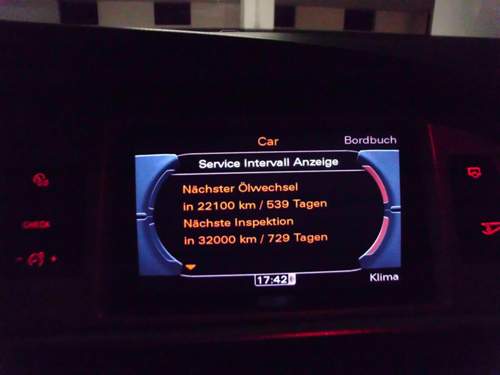 Car
Bordbuch
Service Intervall Anzeige
Nächster Ölwechsel
in 22100 km / 539 Tagen
Nächste Inspektion
in 32000 km / 729 Tagen
17:42
Klima
CHECK